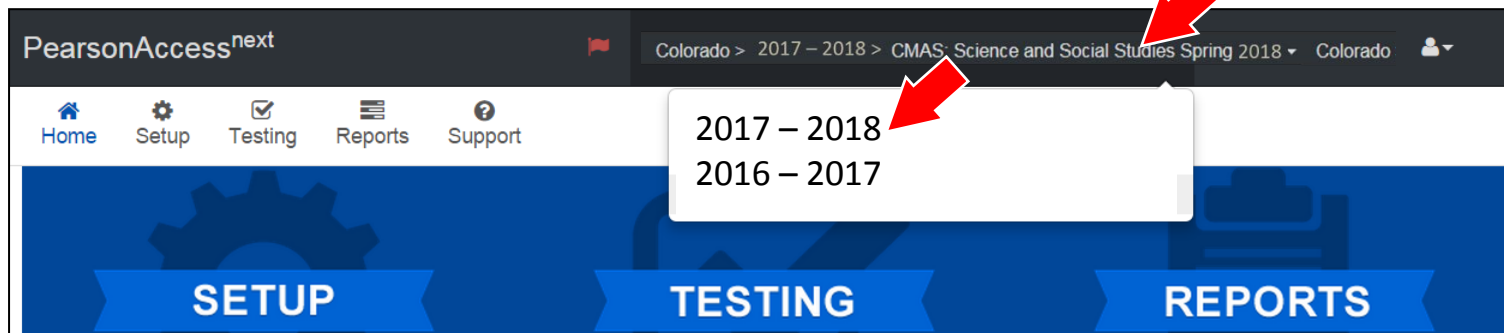 PearsonAccessnext
Colorado > 2017 – 2018 > CMAS: Science and Social Studies Spring 2018 Colorado
Home Setup Testing Reports Support
2017 – 2018
2016 – 2017
SETUP TESTING REPORTS